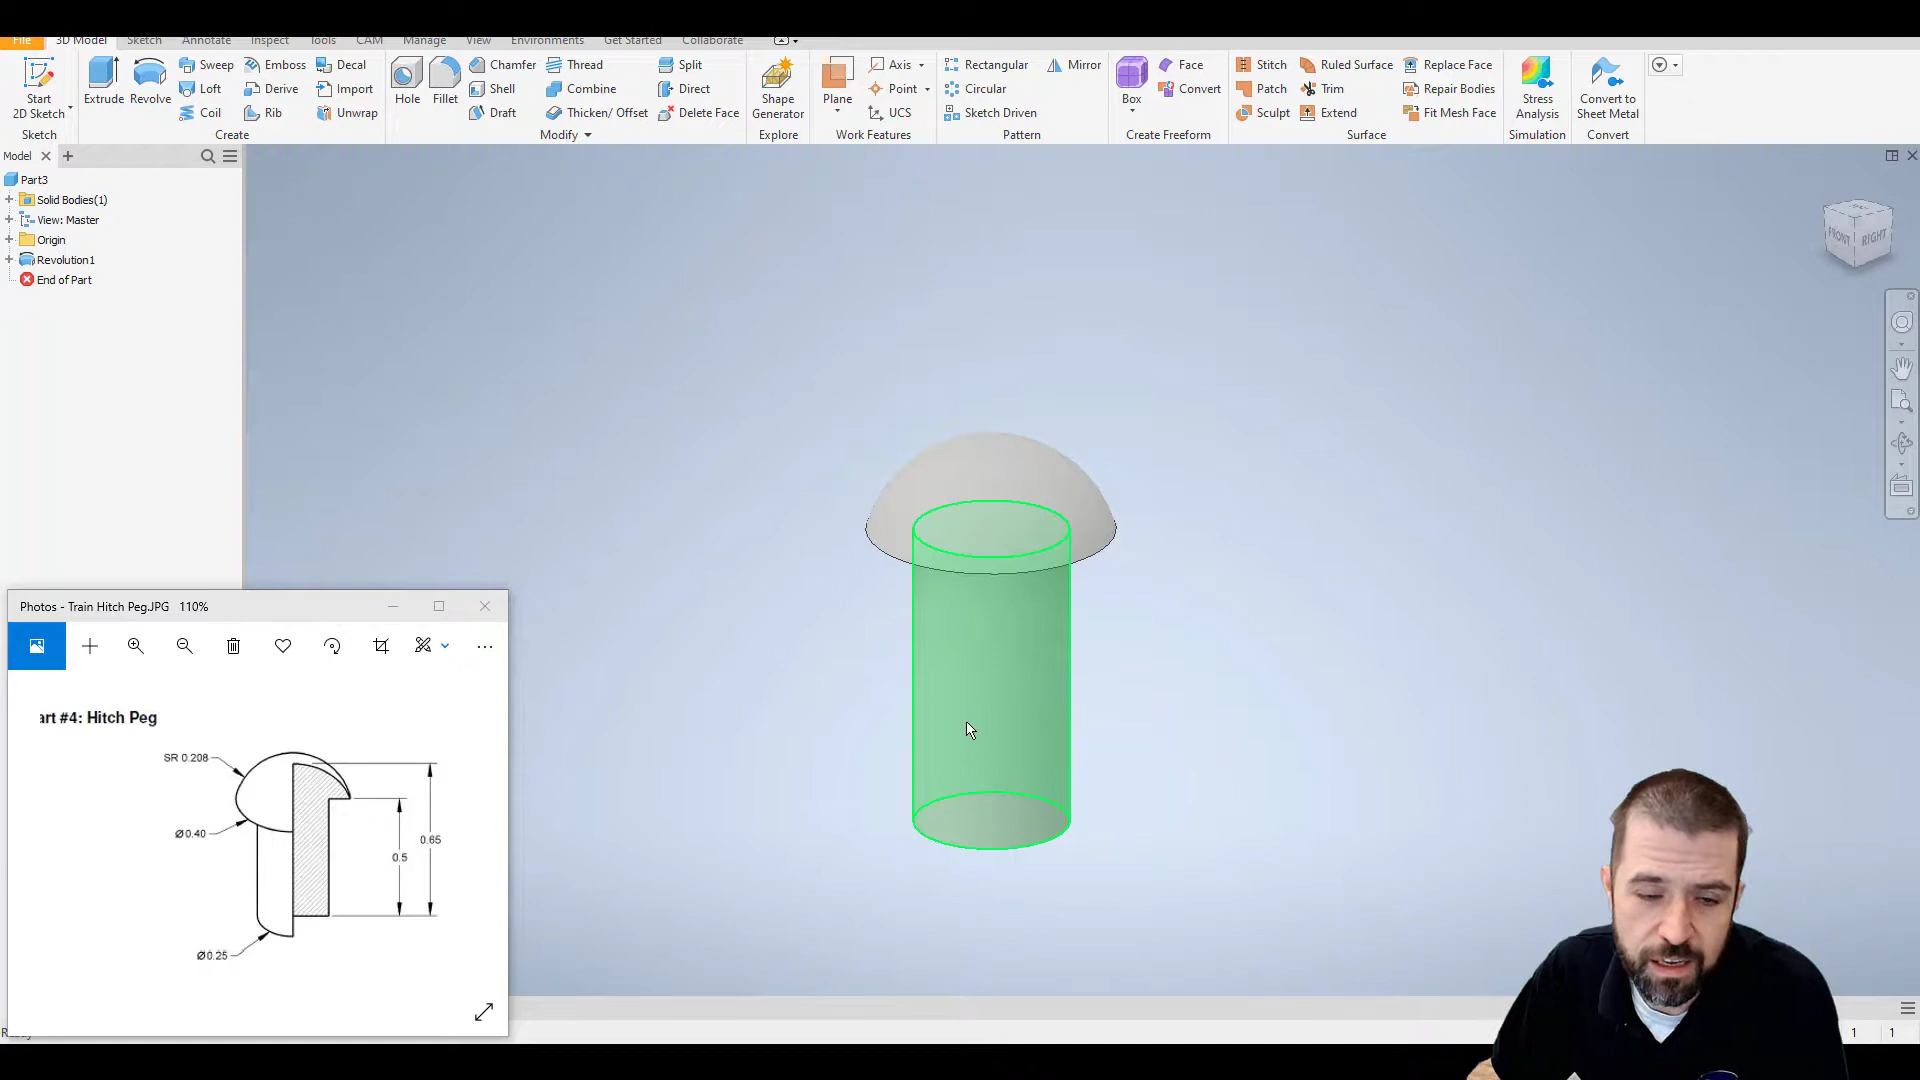 File 3D Model Sketch Annotate Inspect Tools CAM Manage View Environments Get Started Collaborate
Start
2D Sketch
Sketch
Extrude
Revolve
Sweep
Loft
Coil
Emboss
Derive
Rib
Decal
Import
Unwrap
Create
Hole
Fillet
Chamfer
Shell
Draft
Thread
Combine
Thicken/ Offset
Split
Direct
Delete Face
Modify
Shape
Generator
Explore
Plane
Axis
Point
UCS
Work Features
Rectangular
Circular
Sketch Driven
Mirror
Pattern
Box
Face
Convert
Create Freeform
Stitch
Patch
Sculpt
Ruled Surface
Trim
Extend
Replace Face
Repair Bodies
Fit Mesh Face
Surface
Stress
Analysis
Simulation
Convert to
Sheet Metal
Convert
Model
Part3
Solid Bodies(1)
View: Master
Origin
Revolution1
End of Part
FRONT RIGHT
Photos - Train Hitch Peg.JPG 110%
art #4: Hitch Peg
SR 0.208
Ø0.40
0.65
0.5
Ø0.25
1 1